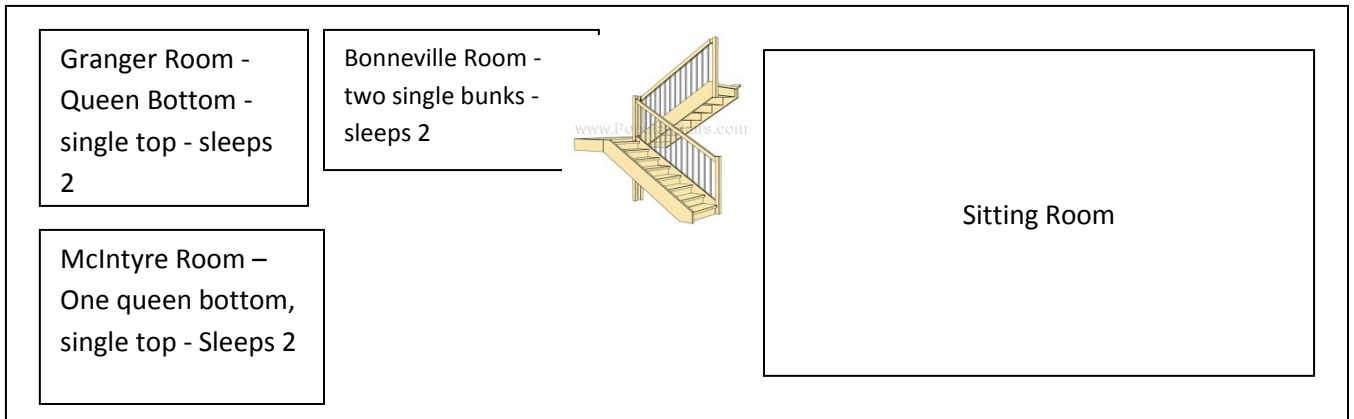 Granger Room -
Queen Bottom -
single top - sleeps
2
Bonneville Room -
two single bunks -
sleeps 2
Sitting Room
McIntyre Room –
One queen bottom,
single top - Sleeps 2